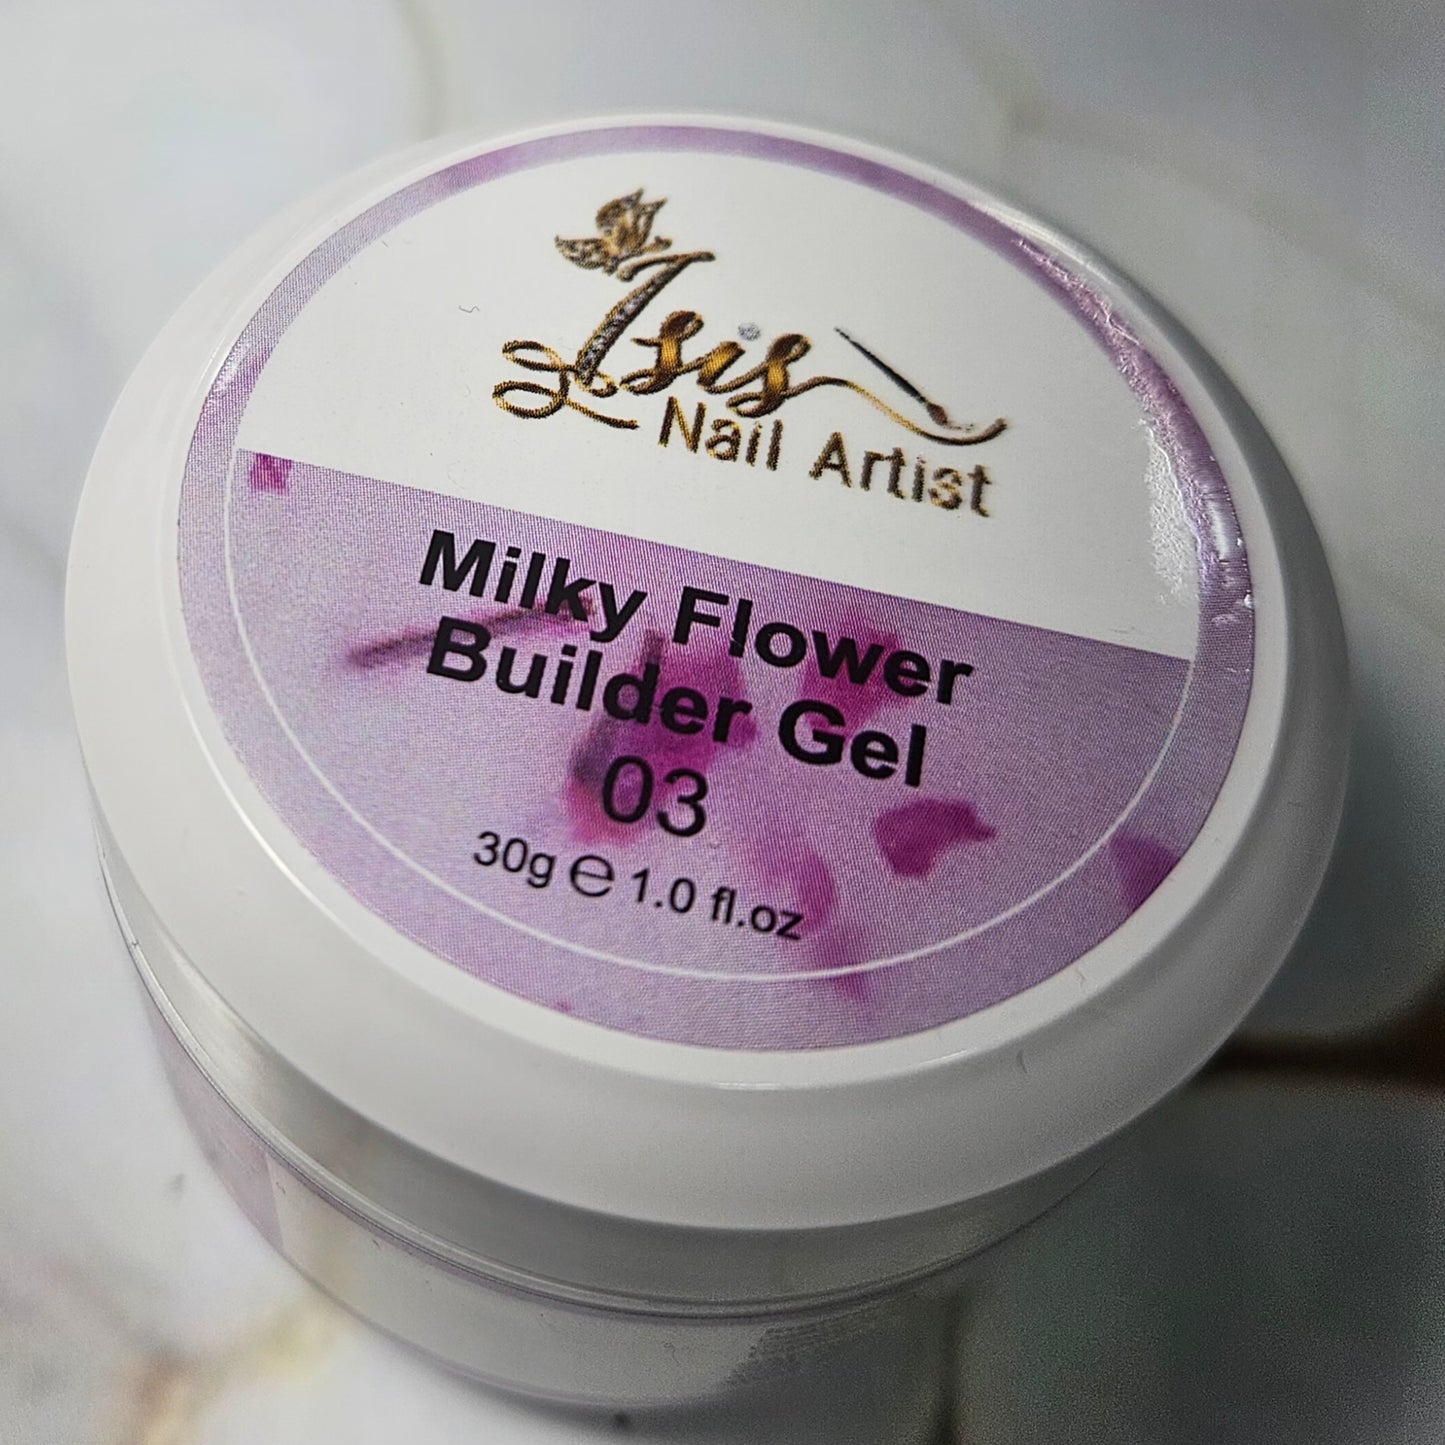 Isis
Nail Artist
Milky Flower
Builder Gel
03
30g ℮ 1.0 fl.oz